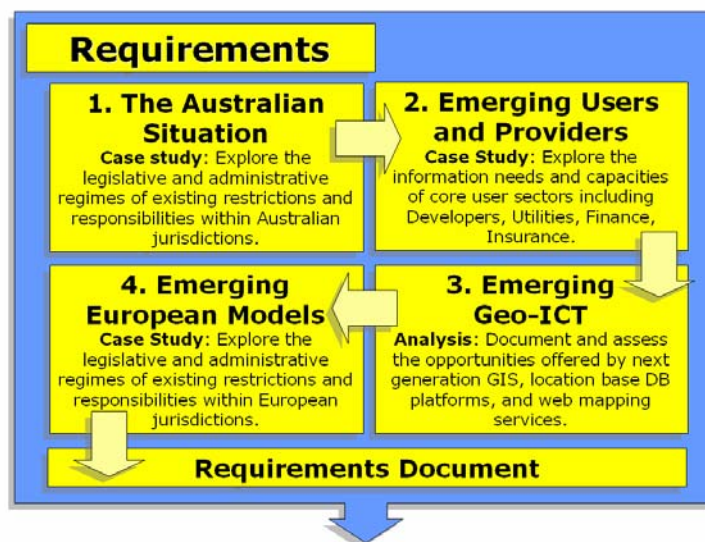 Requirements
1. The Australian
Situation
Case study: Explore the
legislative and administrative
regimes of existing restrictions and
responsibilities within Australian
jurisdictions.
2. Emerging Users
and Providers
Case Study: Explore the
information needs and capacities
of core user sectors including
Developers, Utilities, Finance,
Insurance.
3. Emerging
Geo-ICT
Analysis: Document and assess
the opportunities offered by next
generation GIS, location base DB
platforms, and web mapping
services.
4. Emerging
European Models
Case Study: Explore the
legislative and administrative
regimes of existing restrictions and
responsibilities within European
jurisdictions.
Requirements Document